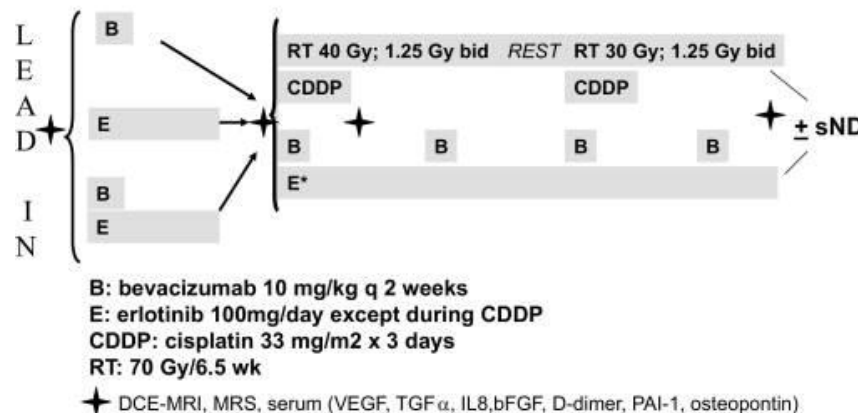 LEAD IN
B
E
B
E
RT 40 Gy; 1.25 Gy bid REST RT 30 Gy; 1.25 Gy bid
CDDP CDDP
B B B B
E*
± sND
B: bevacizumab 10 mg/kg q 2 weeks
E: erlotinib 100mg/day except during CDDP
CDDP: cisplatin 33 mg/m2 x 3 days
RT: 70 Gy/6.5 wk
DCE-MRI, MRS, serum (VEGF, TGFα, IL8,bFGF, D-dimer, PAI-1, osteopontin)